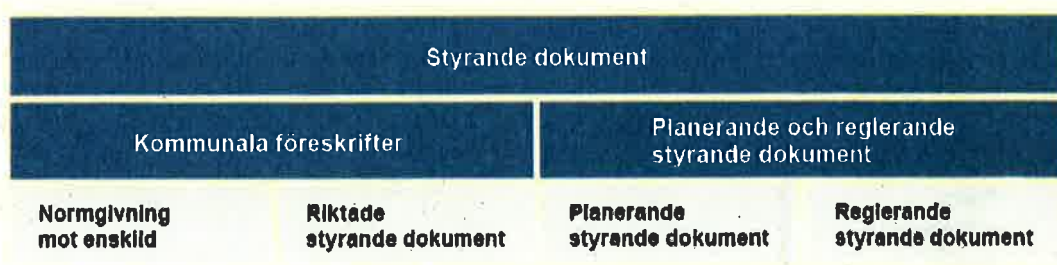 Styrande dokument
Kommunala föreskrifter
Planerande och reglerande
styrande dokument
Normgivning
mot enskild
Riktade
styrande dokument
Planerande
styrande dokument
Reglerande
styrande dokument